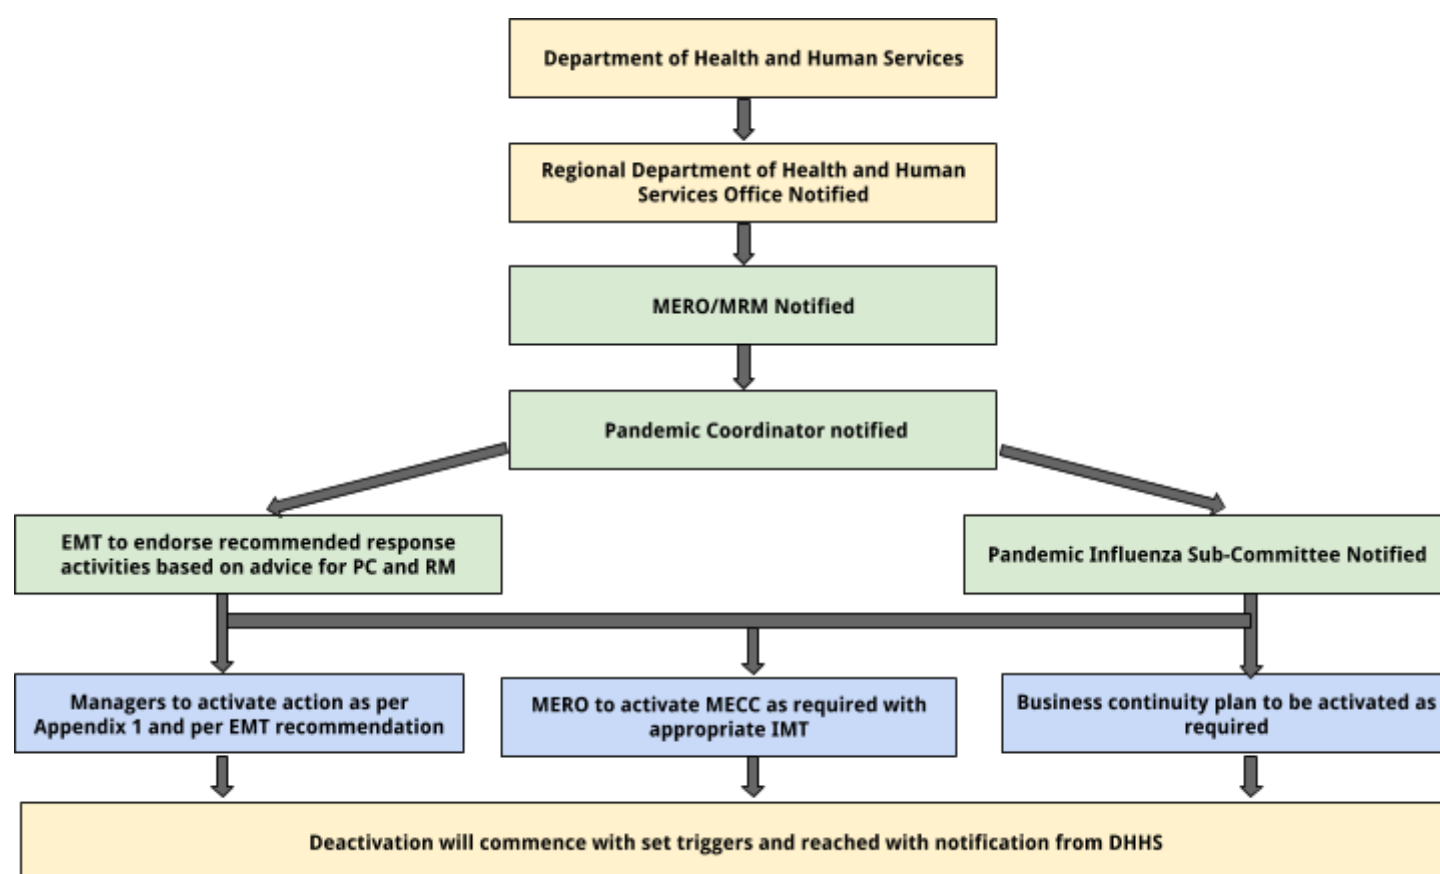 Department of Health and Human Services
Regional Department of Health and Human
Services Office Notified
MERO/MRM Notified
Pandemic Coordinator notified
EMT to endorse recommended response
activities based on advice for PC and RM
Pandemic Influenza Sub-Committee Notified
Managers to activate action as per
Appendix 1 and per EMT recommendation
MERO to activate MECC as required with
appropriate IMT
Business continuity plan to be activated as
required
Deactivation will commence with set triggers and reached with notification from DHHS